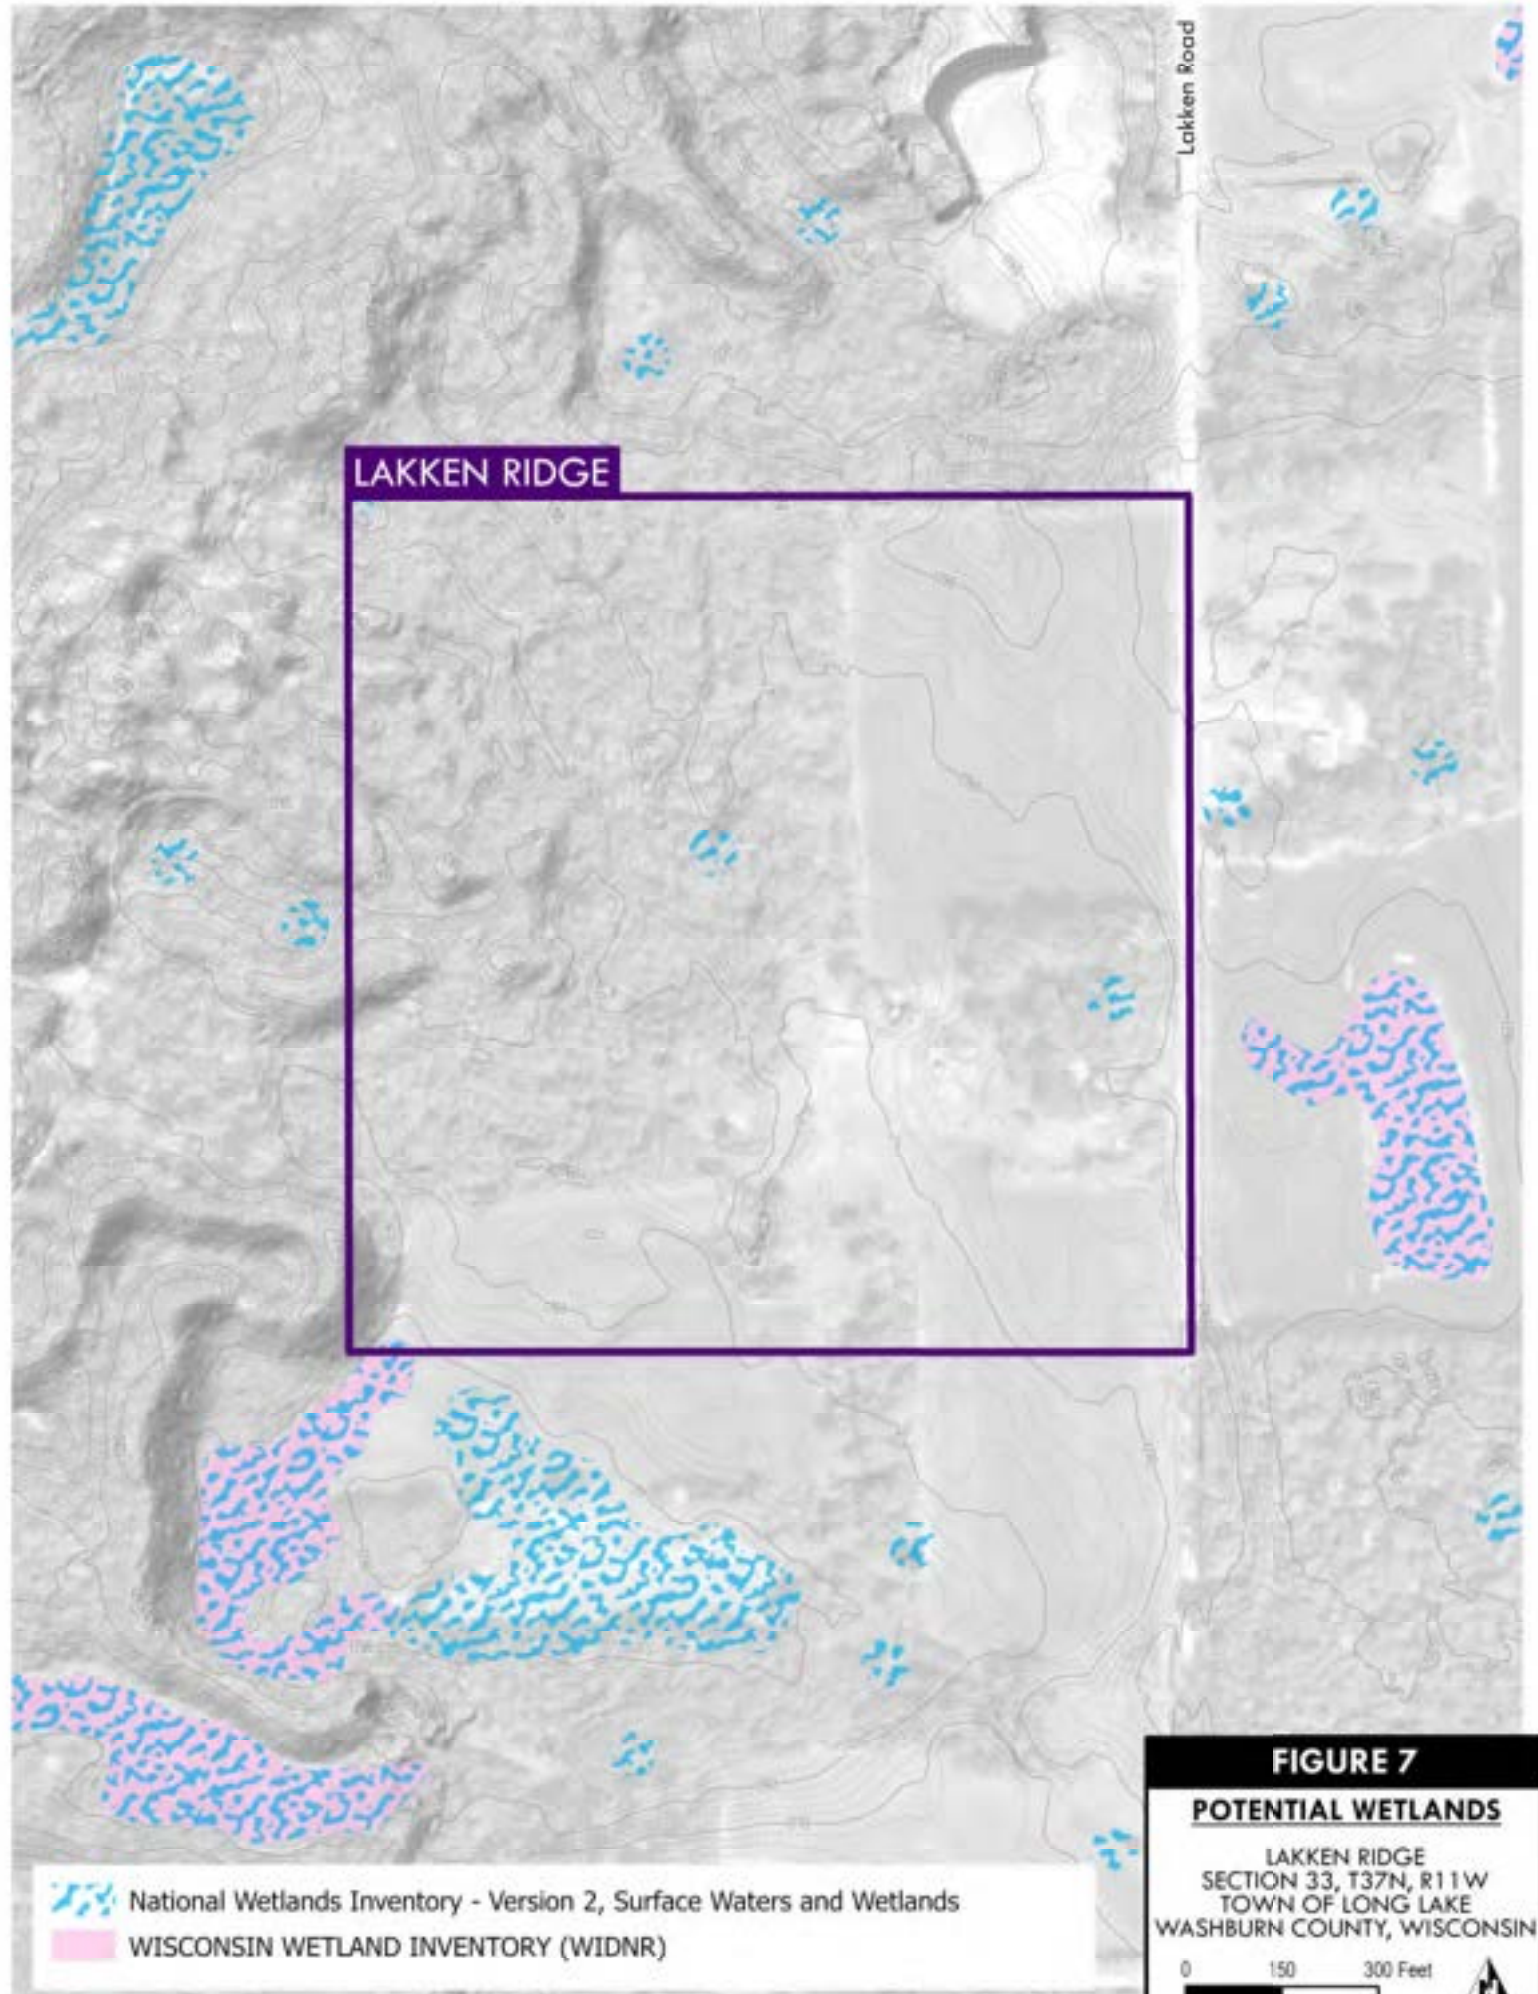 Lakken Road
LAKKEN RIDGE
FIGURE 7
POTENTIAL WETLANDS
LAKKEN RIDGE
SECTION 33, T37N, R11W
TOWN OF LONG LAKE
WASHBURN COUNTY, WISCONSIN
0 150 300 Feet
National Wetlands Inventory - Version 2, Surface Waters and Wetlands
WISCONSIN WETLAND INVENTORY (WIDNR)